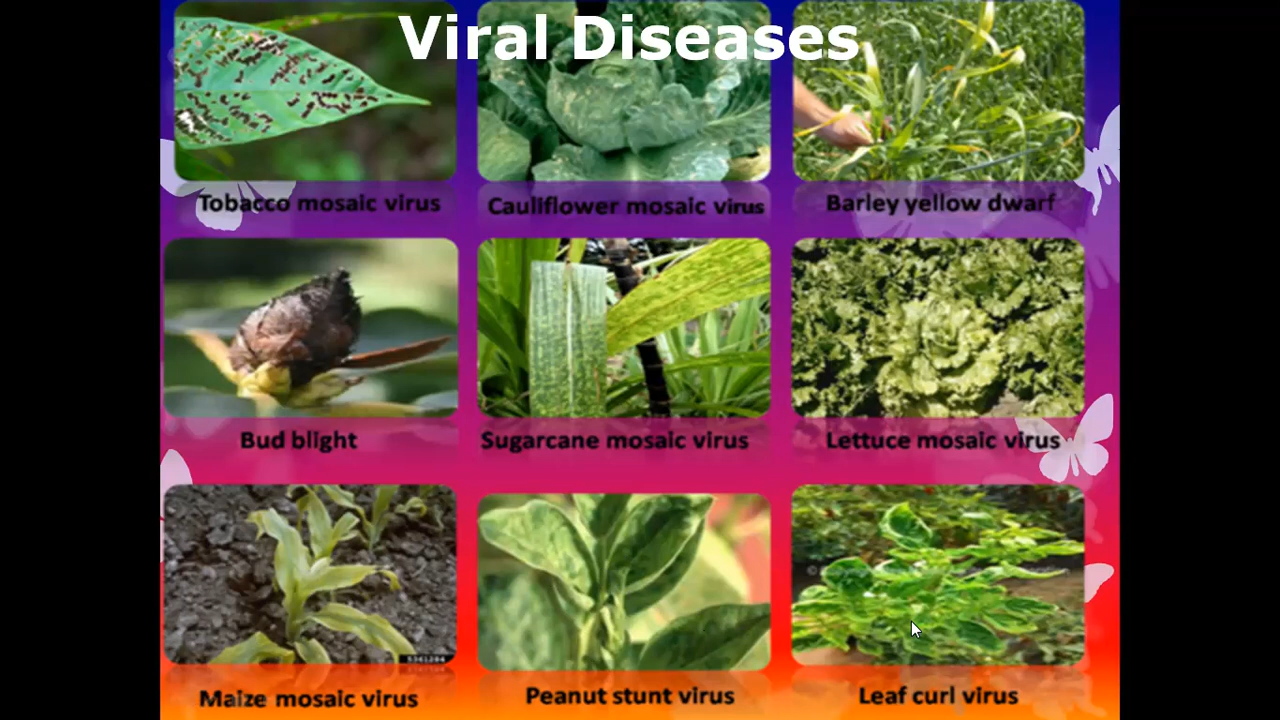 Viral Diseases
Tobacco mosaic virus
Cauliflower mosaic virus
Barley yellow dwarf
Bud blight
Sugarcane mosaic virus
Lettuce mosaic virus
5361284
Maize mosaic virus
Peanut stunt virus
Leaf curl virus